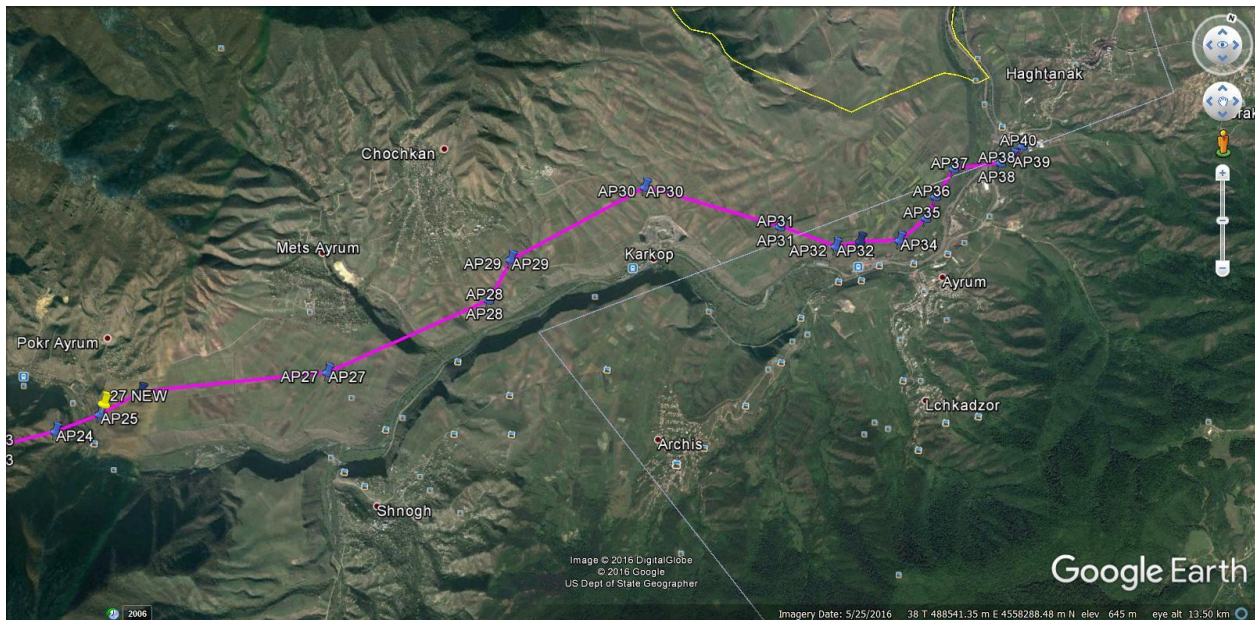 N
Haghtanak
Chochkan
AP40
AP37
AP38
AP39
AP38
AP30
AP30
AP36
AP31
AP35
AP31
Mets Ayrum
Karkop
AP32
AP32
AP34
AP29
AP29
Ayrum
AP28
AP28
Pokr Ayrum
AP27
AP27
27 NEW
Lchkadzor
AP25
AP24
3
3
Archis
Shnogh
Image © 2016 DigitalGlobe
© 2016 Google
US Dept of State Geographer
Google Earth
2006
Imagery Date: 5/25/2016 38 T 488541.35 m E 4558288.48 m N elev 645 m eye alt 13.50 km